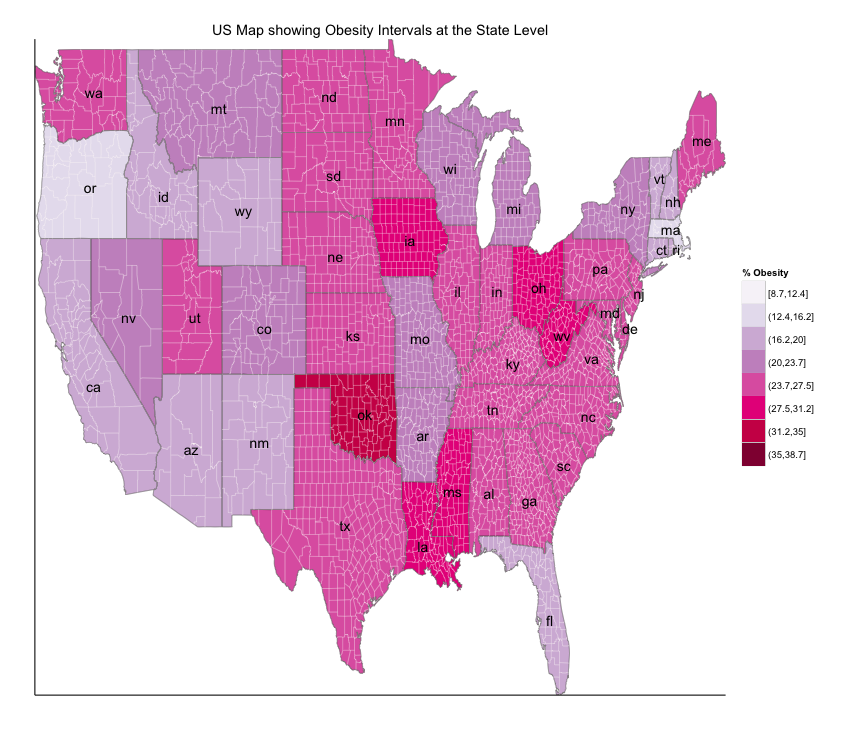 US Map showing Obesity Intervals at the State Level
wa
mt
nd
mn
me
or
id
wy
sd
wi
mi
vt
nh
ny
ma
ct ri
ia
ne
il
in
oh
pa
nj
md
de
nv
ut
co
ks
mo
wv
va
ky
ca
az
nm
ok
ar
tn
nc
sc
ms
al
ga
tx
la
fl
% Obesity
[8.7,12.4]
(12.4,16.2]
(16.2,20]
(20,23.7]
(23.7,27.5]
(27.5,31.2]
(31.2,35]
(35,38.7]